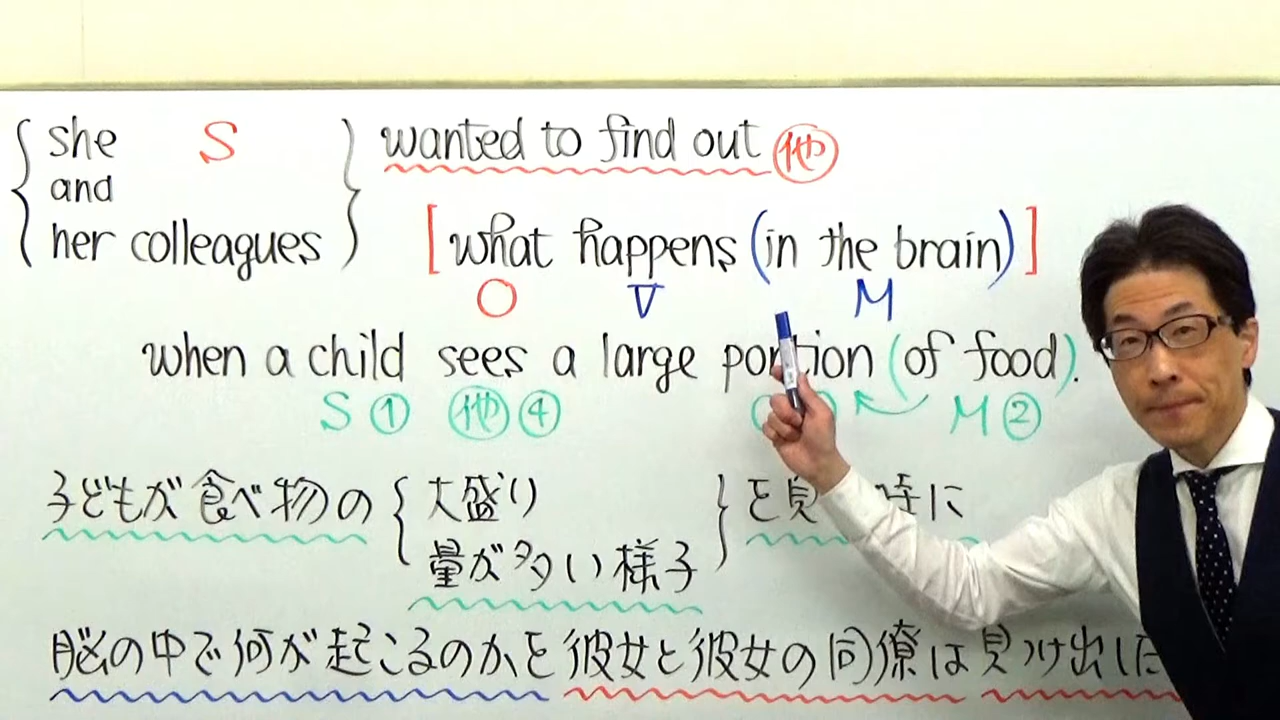 { she S } wanted to find out 他
and
her colleagues [what happens (in the brain)]
O V M
when a child sees a large portion (of food).
S ① 他 ④ M ②
子どもが食べ物の { 大盛り } を見 時に
量が多い様子
脳の中で何が起こるのかを彼女と彼女の同僚は見つけ出した